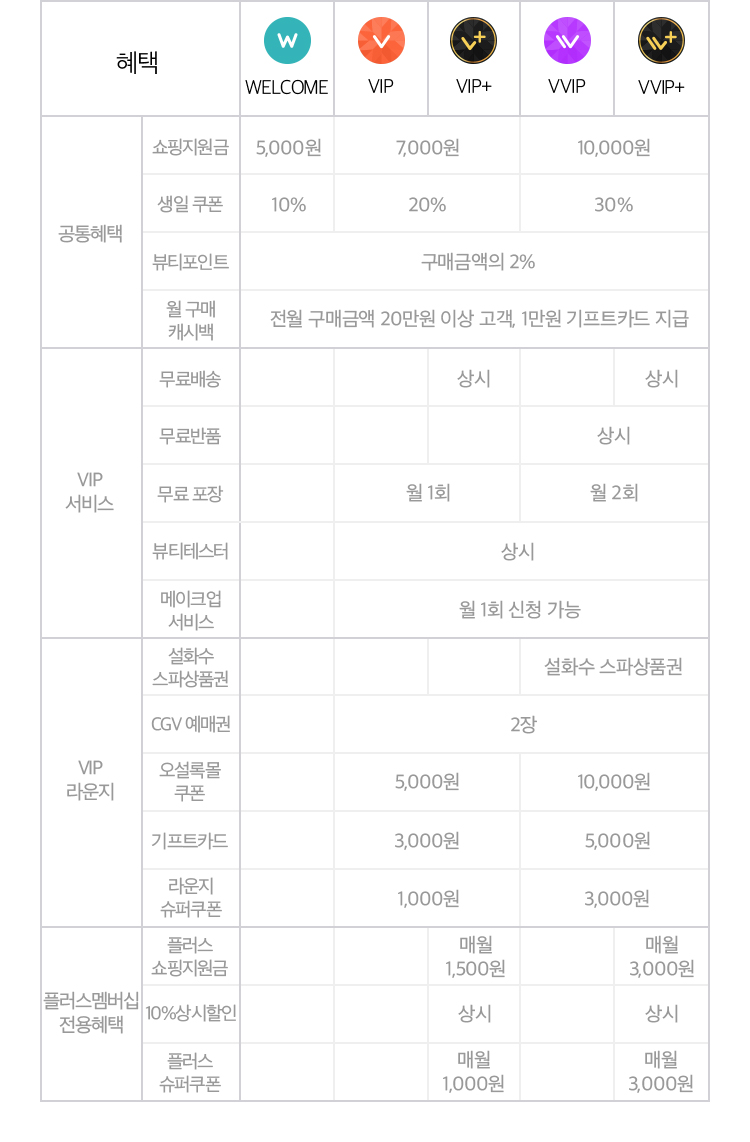 혜택
WELCOME
VIP
VIP+
VVIP
VVIP+
공통혜택
쇼핑지원금
5,000원
7,000원
10,000원
생일 쿠폰
10%
20%
30%
뷰티포인트
구매금액의 2%
월 구매
캐시백
전월 구매금액 20만원 이상 고객, 1만원 기프트카드 지급
VIP
서비스
무료배송
상시
상시
무료반품
상시
무료 포장
월 1회
월 2회
뷰티테스터
상시
메이크업
서비스
월 1회 신청 가능
VIP
라운지
설화수
스파상품권
설화수 스파상품권
CGV 예매권
2장
오설록몰
쿠폰
5,000원
10,000원
기프트카드
3,000원
5,000원
라운지
슈퍼쿠폰
1,000원
3,000원
플러스멤버십
전용혜택
플러스
쇼핑지원금
매월
1,500원
매월
3,000원
10%상시할인
상시
상시
플러스
슈퍼쿠폰
매월
1,000원
매월
3,000원